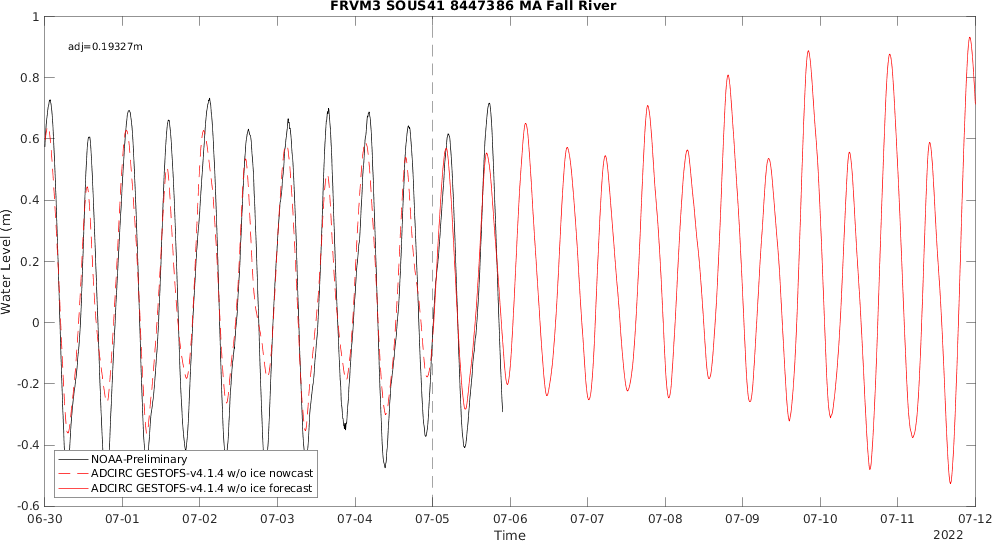 FRVM3 SOUS41 8447386 MA Fall River
adj=0.19327m
1
0.8
0.6
0.4
0.2
0
-0.2
-0.4
-0.6
Water Level (m)
NOAA-Preliminary
ADCIRC GESTOFS-v4.1.4 w/o ice nowcast
ADCIRC GESTOFS-v4.1.4 w/o ice forecast
06-30 07-01 07-02 07-03 07-04 07-05 07-06 07-07 07-08 07-09 07-10 07-11 07-12
Time
2022